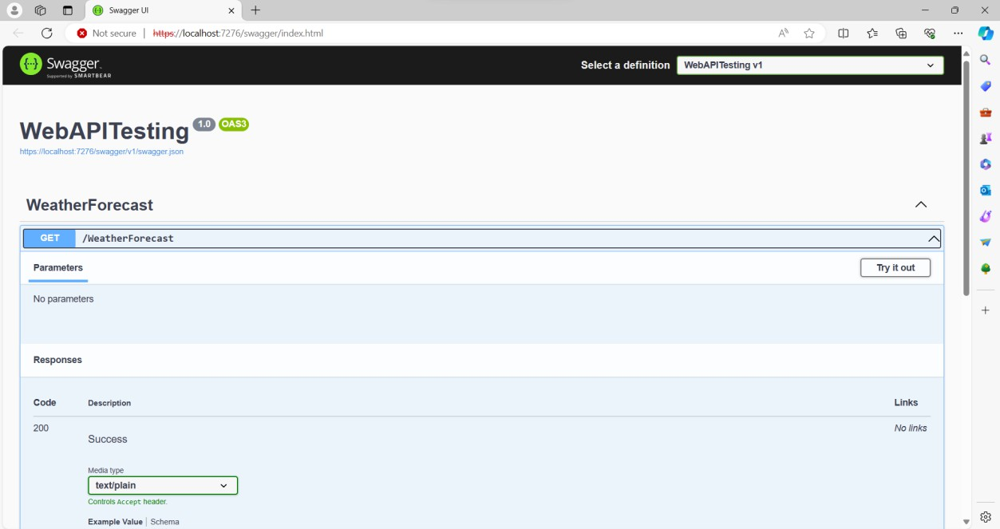 Swagger UI
Not secure | https://localhost:7276/swagger/index.html
Swagger
Supported by SMARTBEAR
Select a definition
WebAPITesting v1
WebAPITesting 1.0 OAS3
https://localhost:7276/swagger/v1/swagger.json
WeatherForecast
GET /WeatherForecast
Parameters
Try it out
No parameters
Responses
Code Description Links
200 Success No links
Media type
text/plain
Controls Accept header.
Example Value | Schema